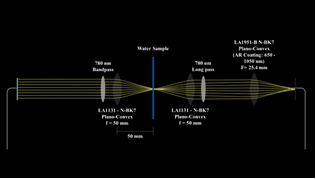 Water Sample
780 nm
Bandpass
780 nm
Long pass
LA1951-B N-BK7
Plano-Convex
(AR Coating: 650 -
1050 nm)
F= 25.4 mm
LA1131 - N-BK7
Plano-Convex
f = 50 mm
LA1131 - N-BK7
Plano-Convex
f = 50 mm
50 mm